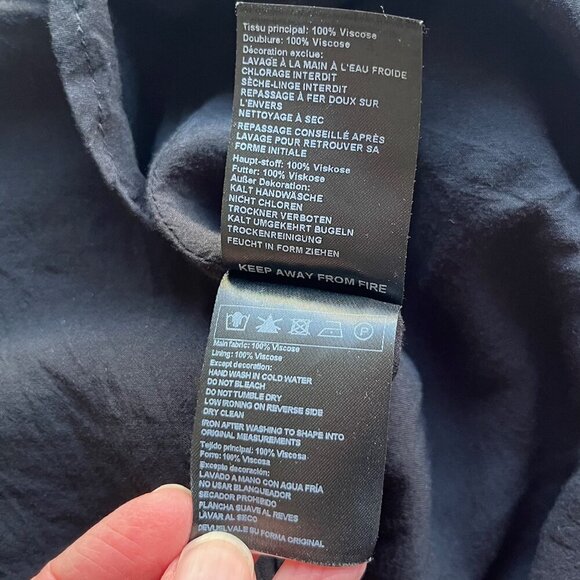 Tissu principal: 100% Viscose
Doublure: 100% Viscose
Décoration exclue:
LAVAGE À LA MAIN À L'EAU FROIDE
CHLORAGE INTERDIT
SÈCHE-LINGE INTERDIT
REPASSAGE À FER DOUX SUR
L'ENVERS
NETTOYAGE À SEC
REPASSAGE CONSEILLÉ APRÈS
LAVAGE POUR RETROUVER SA
FORME INITIALE
Haupt-stoff: 100% Viskose
Futter: 100% Viskose
Außer Dekoration:
KALT HANDWÄSCHE
NICHT CHLOREN
TROCKNER VERBOTEN
KALT UMGEKEHRT BUGELN
TROCKENREINIGUNG
FEUCHT IN FORM ZIEHEN
KEEP AWAY FROM FIRE
P
Main fabric: 100% Viscose
Lining: 100% Viscose
Except decoration:
HAND WASH IN COLD WATER
DO NOT BLEACH
DO NOT TUMBLE DRY
LOW IRONING ON REVERSE SIDE
DRY CLEAN
IRON AFTER WASHING TO SHAPE INTO
ORIGINAL MEASUREMENTS
Tejido principal: 100% Viscosa
Forro: 100% Viscosa
Excepto decoración:
LAVADO A MANO CON AGUA FRÍA
NO USAR BLANQUEADOR
SECADOR PROHIBIDO
PLANCHA SUAVE AL REVES
LAVAR AL SECO
DEVUELVALE SU FORMA ORIGINAL